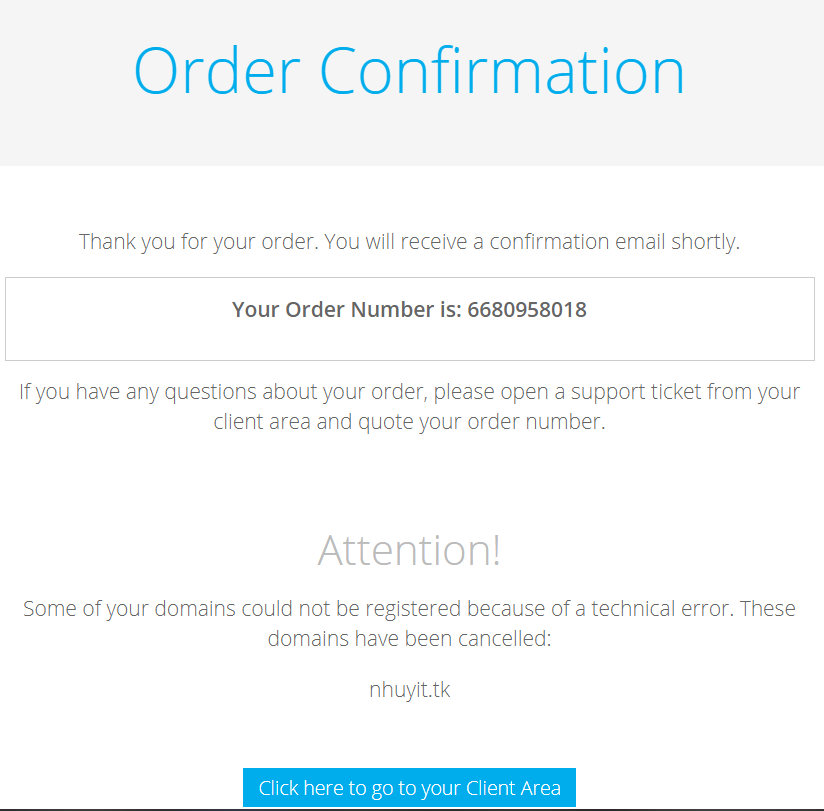 Order Confirmation
Thank you for your order. You will receive a confirmation email shortly.
Your Order Number is: 6680958018
If you have any questions about your order, please open a support ticket from your
client area and quote your order number.
Attention!
Some of your domains could not be registered because of a technical error. These
domains have been cancelled:
nhuyit.tk
Click here to go to your Client Area